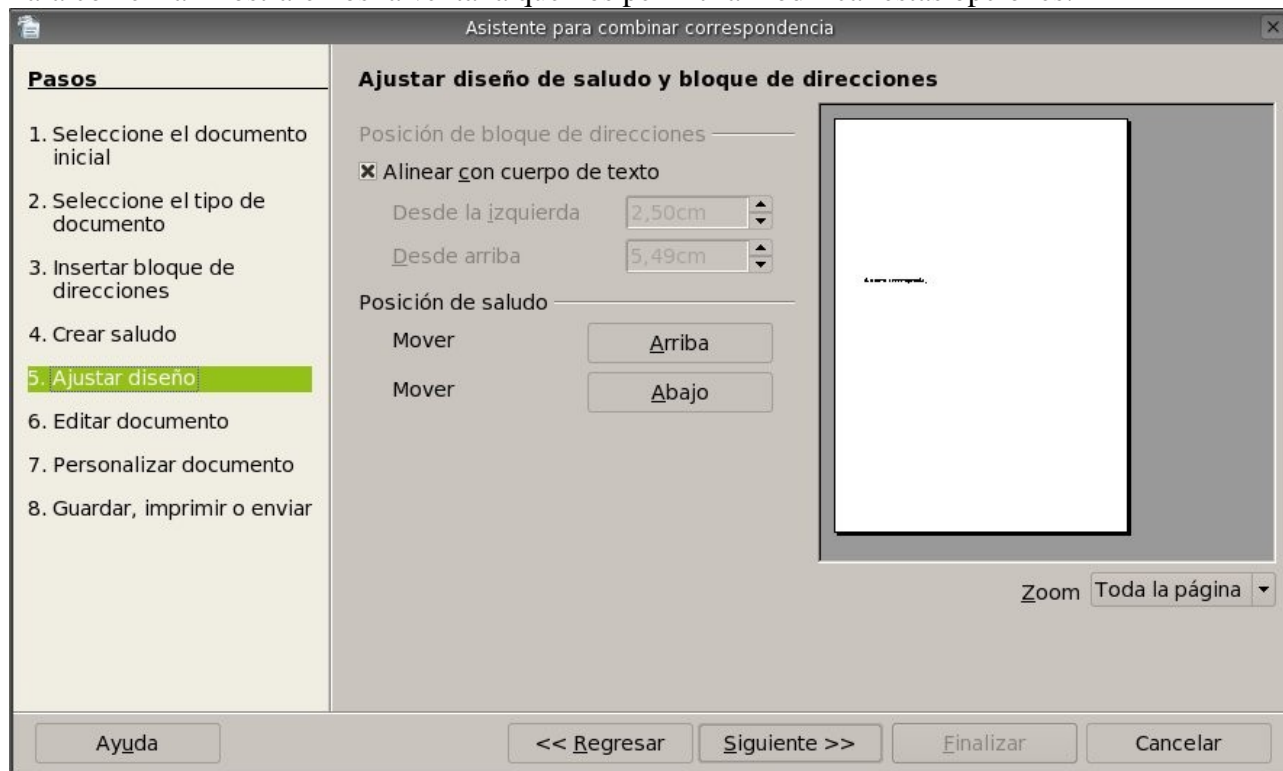 Asistente para combinar correspondencia
Pasos
1. Seleccione el documento
inicial
2. Seleccione el tipo de
documento
3. Insertar bloque de
direcciones
4. Crear saludo
5. Ajustar diseño
6. Editar documento
7. Personalizar documento
8. Guardar, imprimir o enviar
Ajustar diseño de saludo y bloque de direcciones
Posición de bloque de direcciones
Alinear con cuerpo de texto
Desde la izquierda 2,50cm
Desde arriba 5,49cm
Posición de saludo
Mover Arriba
Mover Abajo
Zoom Toda la página
Ayuda << Regresar Siguiente >> Finalizar Cancelar